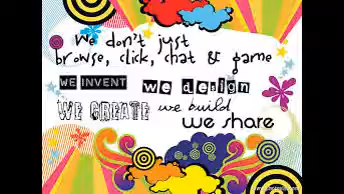 we don't just
browse, click, chat & game
WE INVENT we design
WE CREATE we build
we share